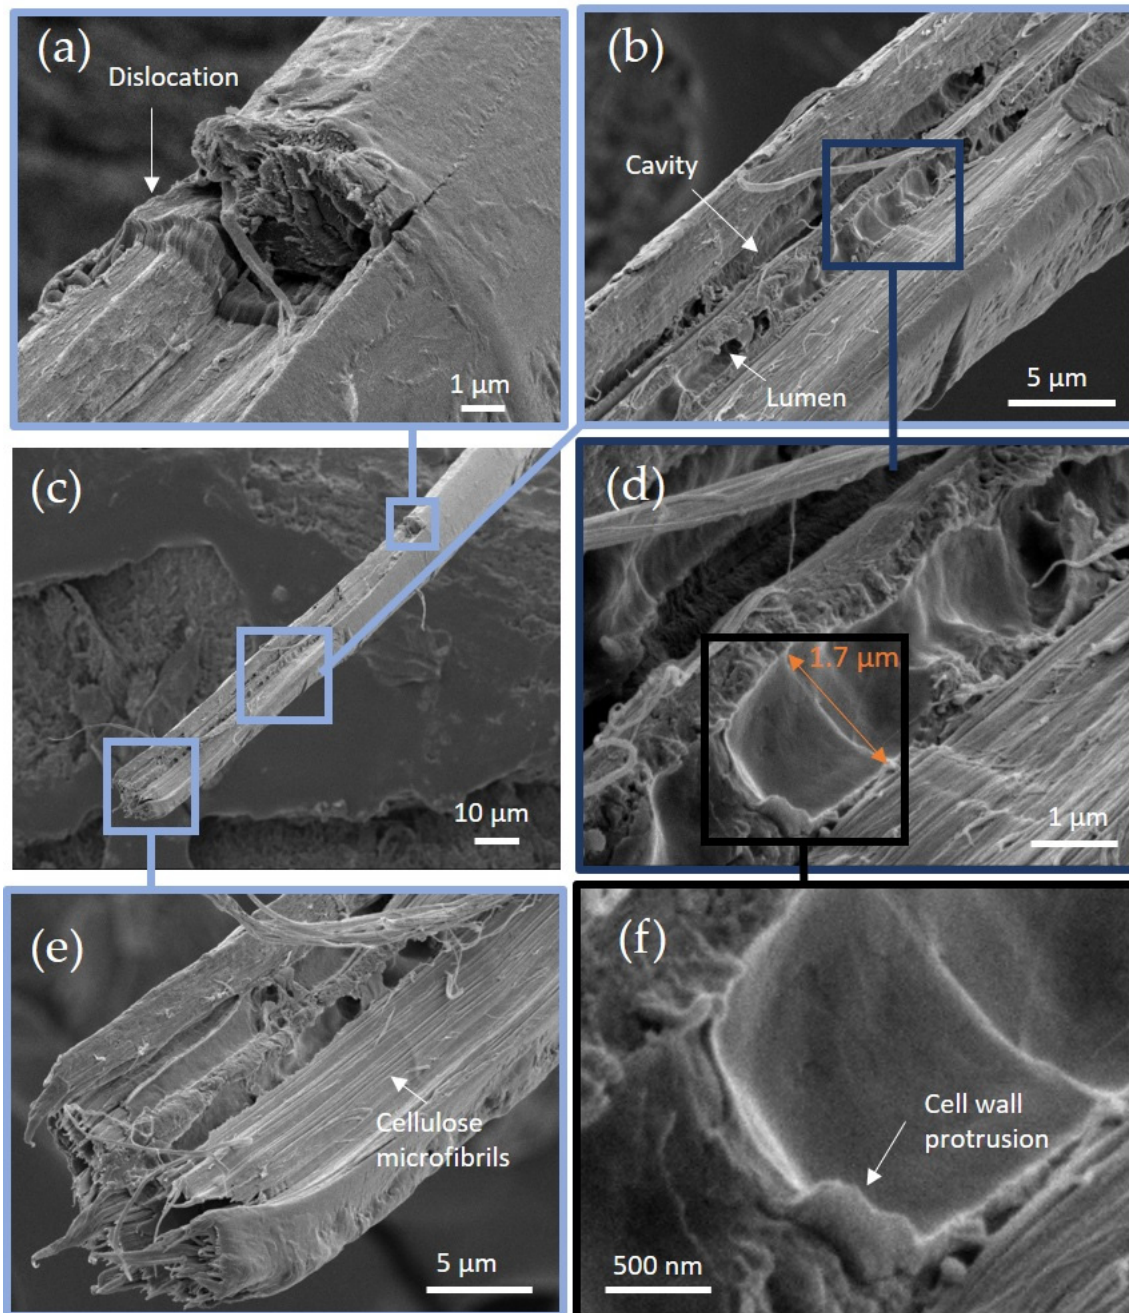 (a)
Dislocation
1 μm
(b)
Cavity
Lumen
5 μm
(c)
10 μm
(d)
1.7 μm
1 μm
(e)
Cellulose
microfibrils
5 μm
(f)
Cell wall
protrusion
500 nm